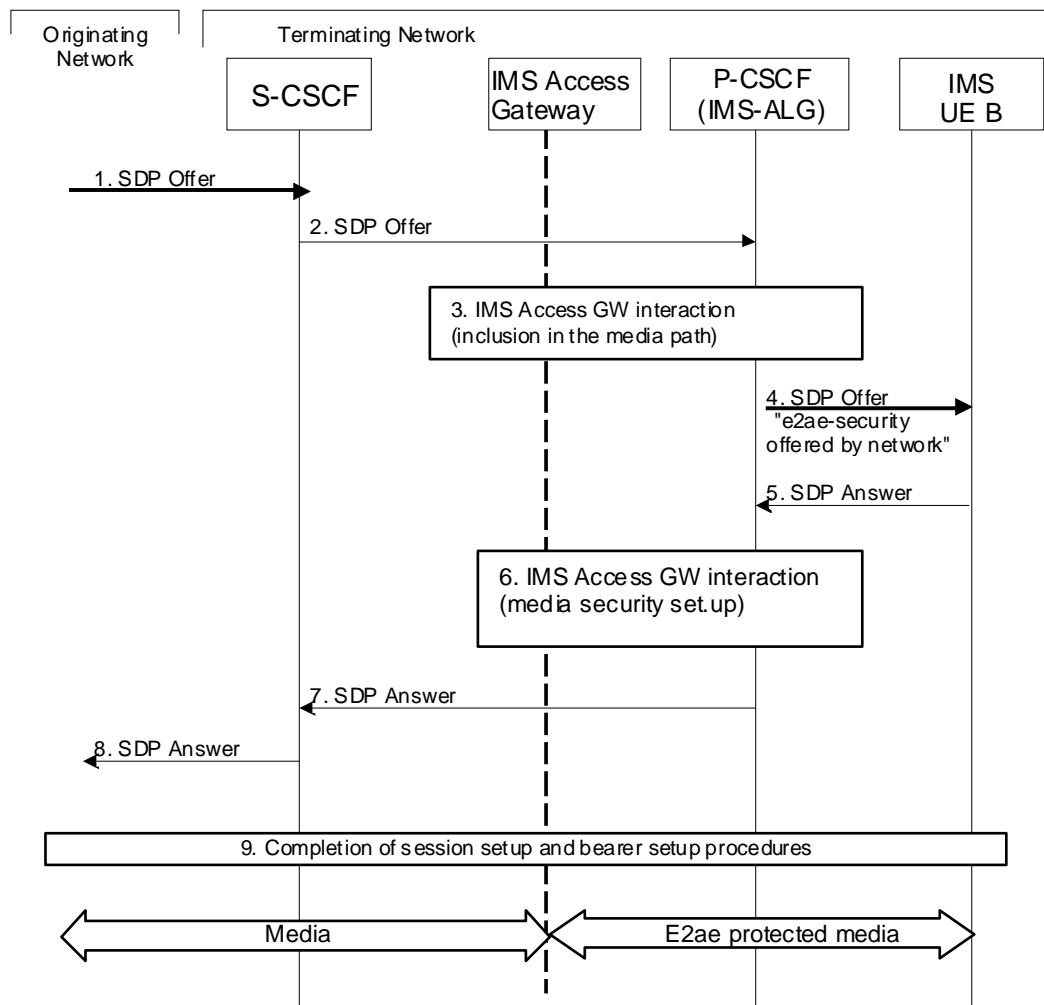 Originating
Network
Terminating Network
S-CSCF
IMS Access
Gateway
P-CSCF
(IMS-ALG)
IMS
UE B
1. SDP Offer
2. SDP Offer
3. IMS Access GW interaction
(inclusion in the media path)
4. SDP Offer
"e2ae-security
offered by network"
5. SDP Answer
6. IMS Access GW interaction
(media security set.up)
7. SDP Answer
8. SDP Answer
9. Completion of session setup and bearer setup procedures
Media
E2ae protected media